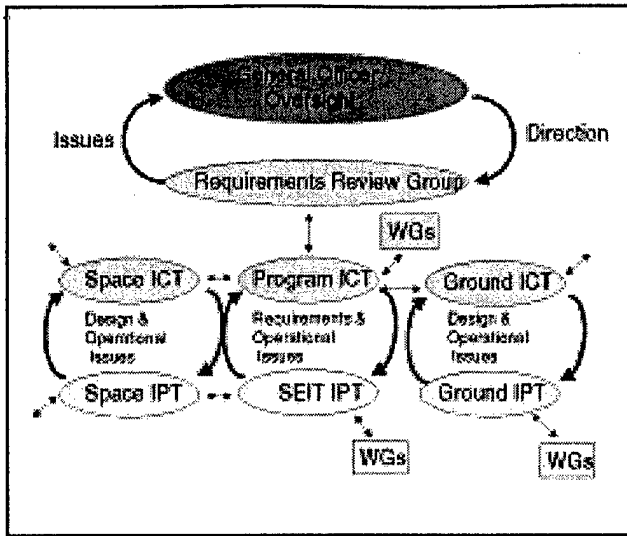 General Officer
Oversight
Issues
Direction
Requirements Review Group
WGs
Space ICT
Program ICT
Ground ICT
Design &
Operational
Issues
Requirements &
Operational
Issues
Design &
Operational
Issues
Space IPT
SEIT IPT
Ground IPT
WGs
WGs